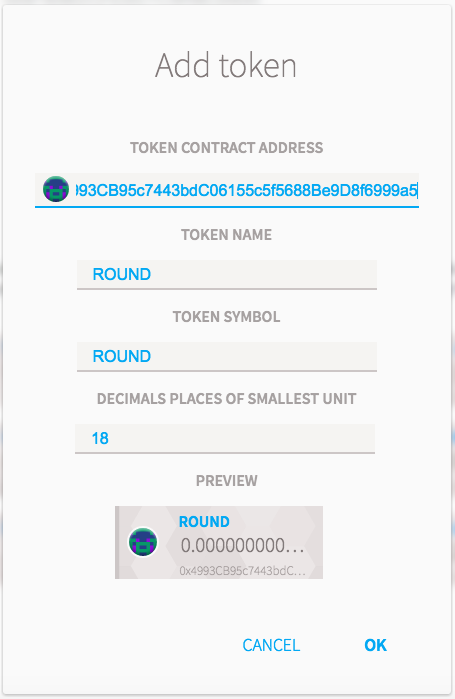 Add token
TOKEN CONTRACT ADDRESS
993CB95c7443bdC06155c5f5688Be9D8f6999a5
TOKEN NAME
ROUND
TOKEN SYMBOL
ROUND
DECIMALS PLACES OF SMALLEST UNIT
18
PREVIEW
ROUND
0.000000000...
0x4993CB95c7443bdC...
CANCEL OK